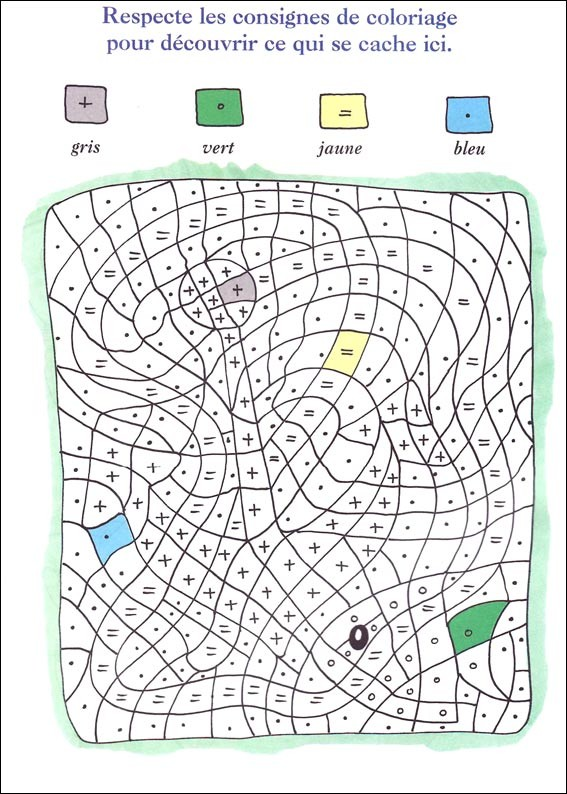 Respecte les consignes de coloriage
pour découvrir ce qui se cache ici.
gris vert jaune bleu